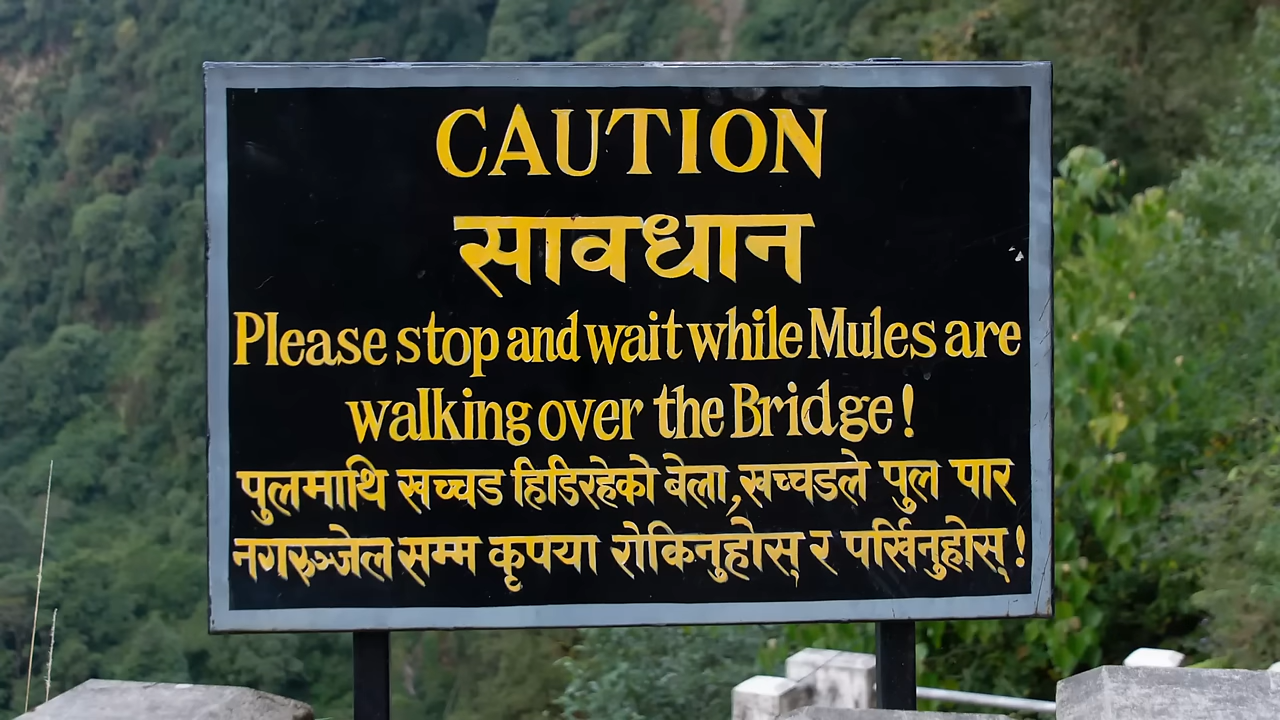 CAUTION
सावधान
Please stop and wait while Mules are
walking over the Bridge!
पुलमाथि खच्चड हिडिरहेको बेला,खच्चडले पुल पार
नगरुञ्जेल सम्म कृपया रोकिनुहोस् र पर्खिनुहोस्!